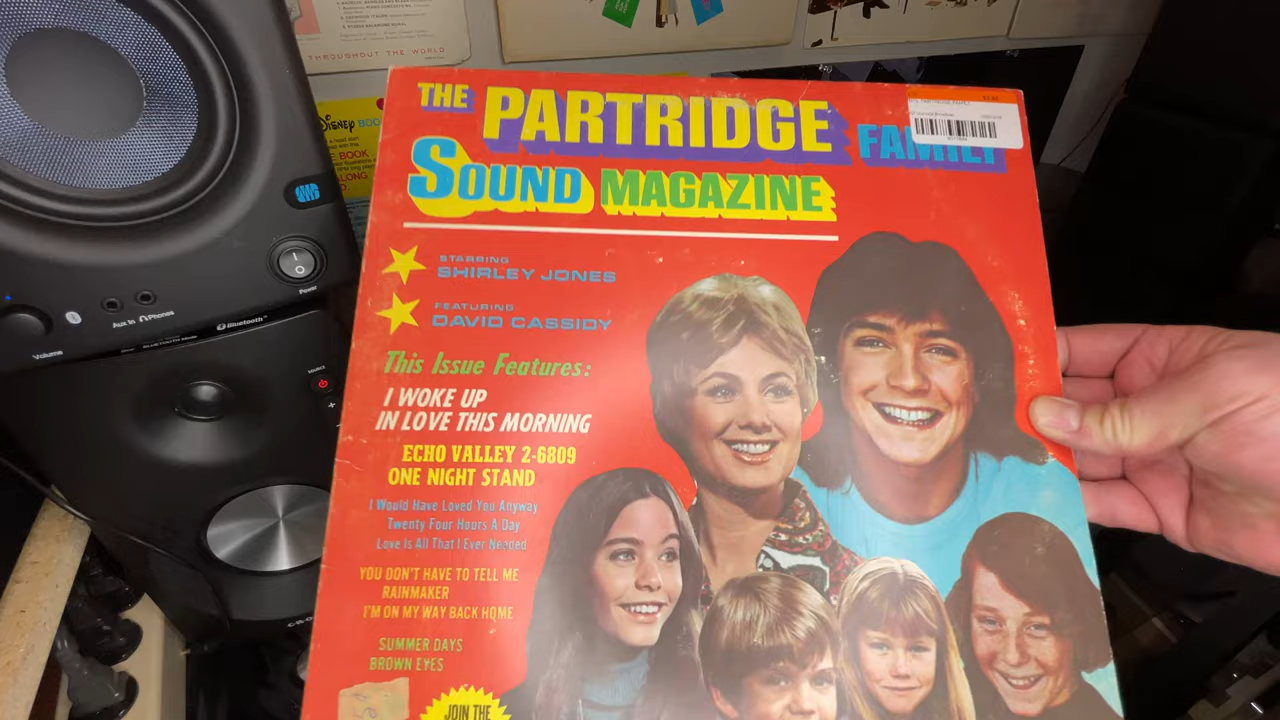 THROUGHOUT THE WORLD
Disney BOO
BOOK
ALONG
THE PARTRIDGE FAMILY
SOUND MAGAZINE
STARRING
SHIRLEY JONES
FEATURING
DAVID CASSIDY
This Issue Features:
I WOKE UP
IN LOVE THIS MORNING
ECHO VALLEY 2-6809
ONE NIGHT STAND
I Would Have Loved You Anyway
Twenty Four Hours A Day
Love Is All That I Ever Needed
YOU DON'T HAVE TO TELL ME
RAINMAKER
I'M ON MY WAY BACK HOME
SUMMER DAYS
BROWN EYES
JOIN THE
Power
Aux In
Phones
Bluetooth
Volume
SOURCE